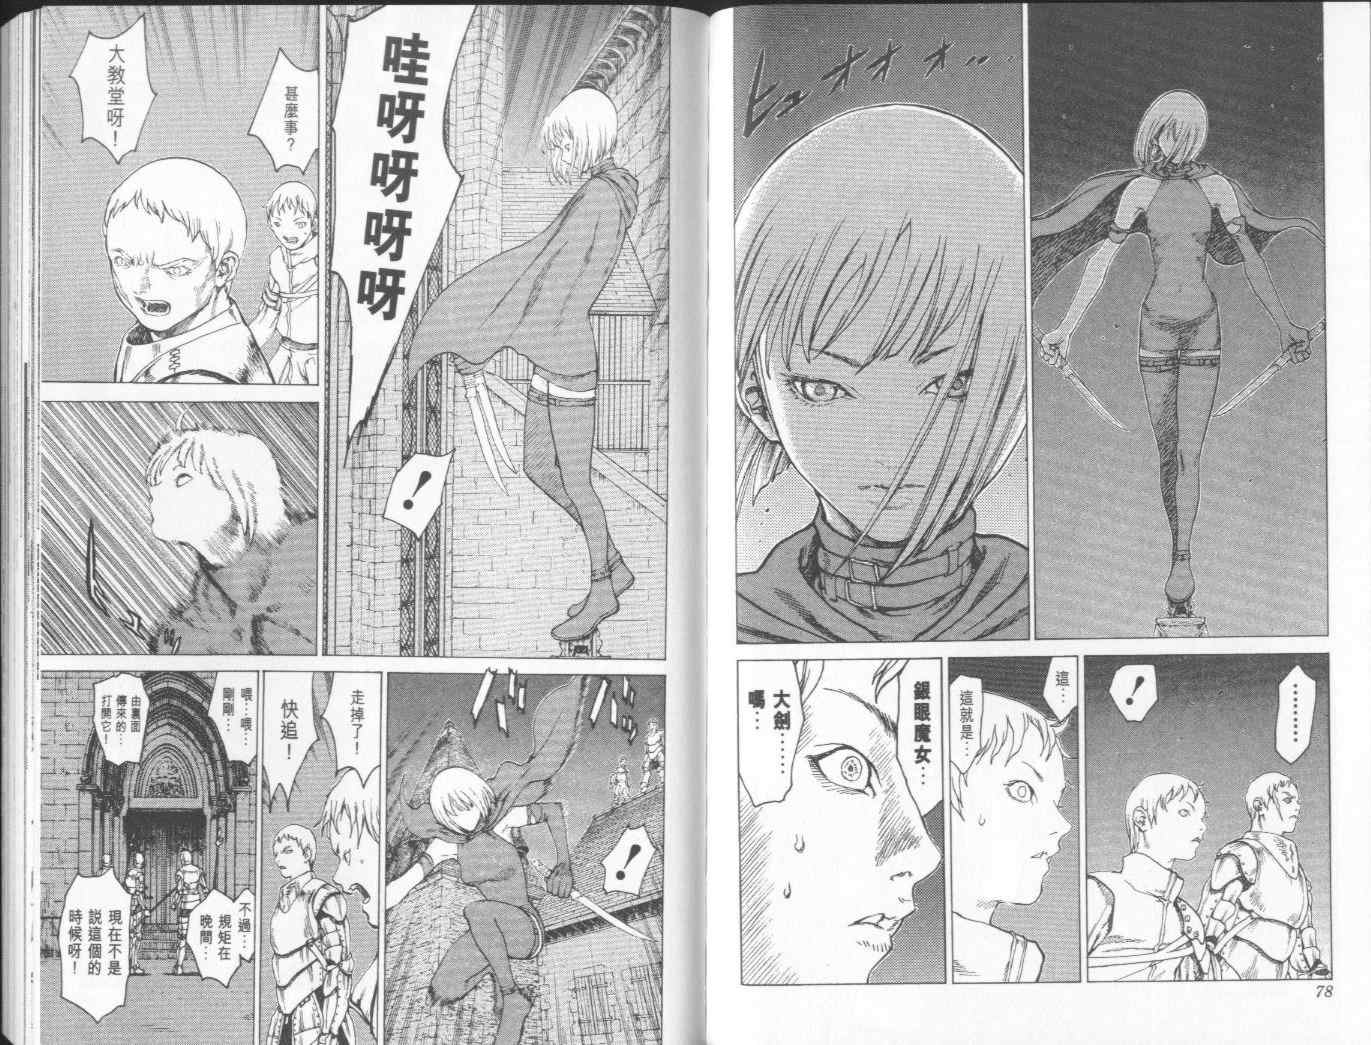 ヒュオオォ...
………
！
這…
這就是…
銀眼魔女…
大劍……
嗎…
78
哇呀呀呀呀
！
甚麼事？
大教堂呀！
！
走掉了！
快追！
喂…喂
剛剛…
由裏面
傳來的…
打開它！
不過…
規矩在
晚間…
現在不是
說這個的
時候呀！